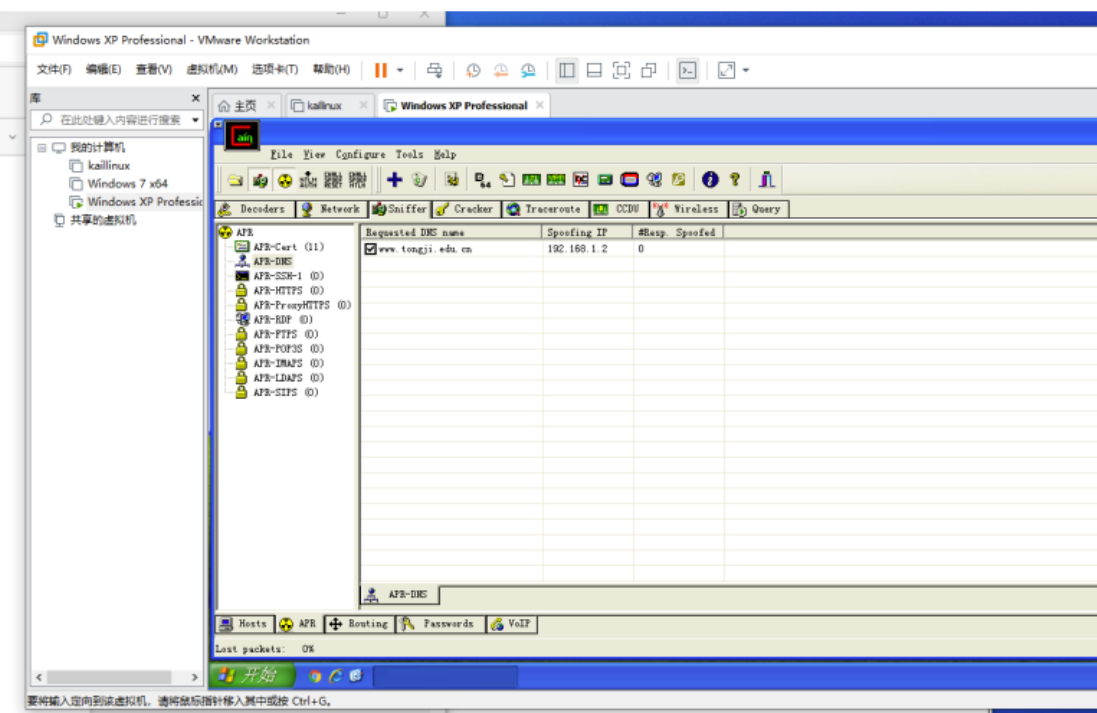 Windows XP Professional - VMware Workstation
文件(F) 编辑(E) 查看(V) 虚拟机(M) 选项卡(T) 帮助(H)
库
在此处键入内容进行搜索
我的计算机
kaillinux
Windows 7 x64
Windows XP Professic
共享的虚拟机
主页 kaillinux Windows XP Professional
Cain
File View Configure Tools Help
Decoders Network Sniffer Cracker Traceroute CCDU Wireless Query
APR
APR-Cert (11)
APR-DNS
APR-SSH-1 (0)
APR-HTTPS (0)
APR-ProxyHTTPS (0)
APR-RDP (0)
APR-FTPS (0)
APR-POP3S (0)
APR-IMAPS (0)
APR-LDAPS (0)
APR-SIPS (0)
Requested DNS name Spoofing IP #Resp. Spoofed
www.tongji.edu.cn 192.168.1.2 0
APR-DNS
Hosts APR Routing Passwords VoIP
Lost packets: 0%
开始
要将输入定向到该虚拟机，请将鼠标指针移入其中或按 Ctrl+G。